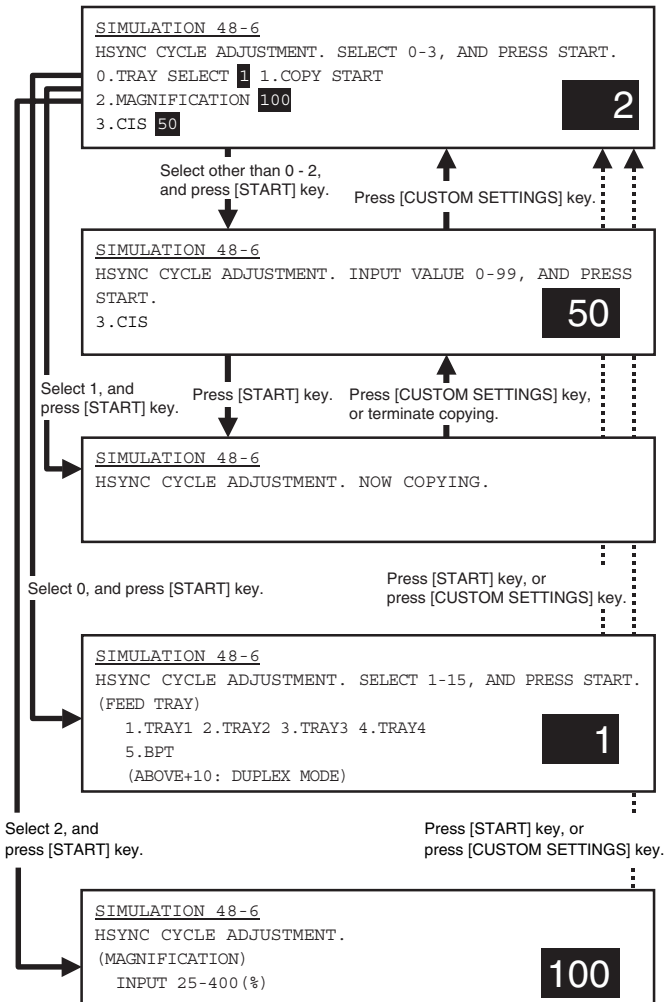 SIMULATION 48-6
HSYNC CYCLE ADJUSTMENT. SELECT 0-3, AND PRESS START.
0.TRAY SELECT 1 1.COPY START
2.MAGNIFICATION 100
3.CIS 50
2
Select other than 0 - 2,
and press [START] key.
Press [CUSTOM SETTINGS] key.
SIMULATION 48-6
HSYNC CYCLE ADJUSTMENT. INPUT VALUE 0-99, AND PRESS
START.
3.CIS
50
Select 1, and
press [START] key.
Press [START] key.
Press [CUSTOM SETTINGS] key,
or terminate copying.
SIMULATION 48-6
HSYNC CYCLE ADJUSTMENT. NOW COPYING.
Select 0, and press [START] key.
Press [START] key, or
press [CUSTOM SETTINGS] key.
SIMULATION 48-6
HSYNC CYCLE ADJUSTMENT. SELECT 1-15, AND PRESS START.
(FEED TRAY)
1.TRAY1 2.TRAY2 3.TRAY3 4.TRAY4
5.BPT
(ABOVE+10: DUPLEX MODE)
1
Select 2, and
press [START] key.
Press [START] key, or
press [CUSTOM SETTINGS] key.
SIMULATION 48-6
HSYNC CYCLE ADJUSTMENT.
(MAGNIFICATION)
INPUT 25-400(%)
100